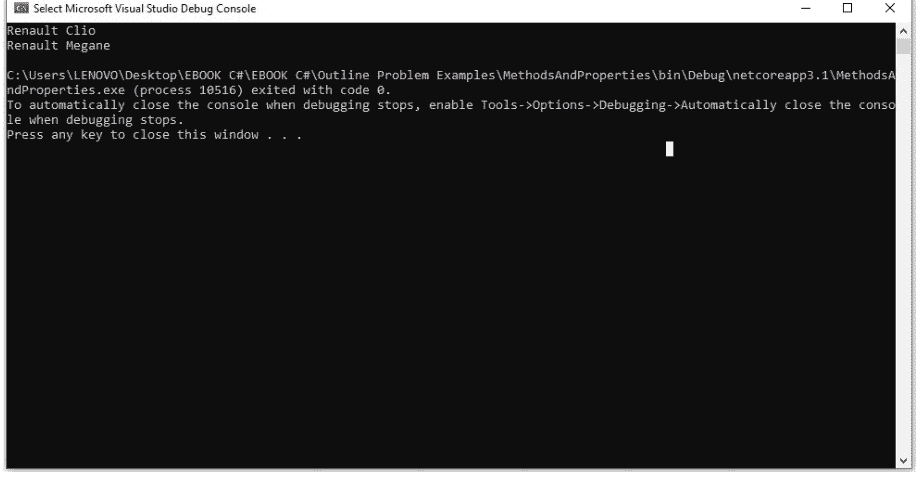 Select Microsoft Visual Studio Debug Console
Renault Clio
Renault Megane
C:\Users\LENOVO\Desktop\EBOOK C#\EBOOK C#\Outline Problem Examples\MethodsAndProperties\bin\Debug\netcoreapp3.1\MethodsA
ndProperties.exe (process 10516) exited with code 0.
To automatically close the console when debugging stops, enable Tools->Options->Debugging->Automatically close the conso
le when debugging stops.
Press any key to close this window . . .